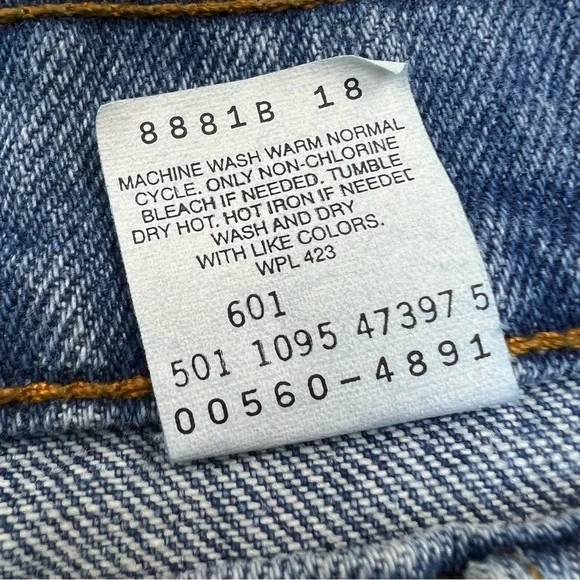 8881B 18
MACHINE WASH WARM NORMAL
CYCLE. ONLY NON-CHLORINE
BLEACH IF NEEDED. TUMBLE
DRY HOT. HOT IRON IF NEEDED
WASH AND DRY
WITH LIKE COLORS.
WPL 423
601
501 1095 47397 5
00560-4891